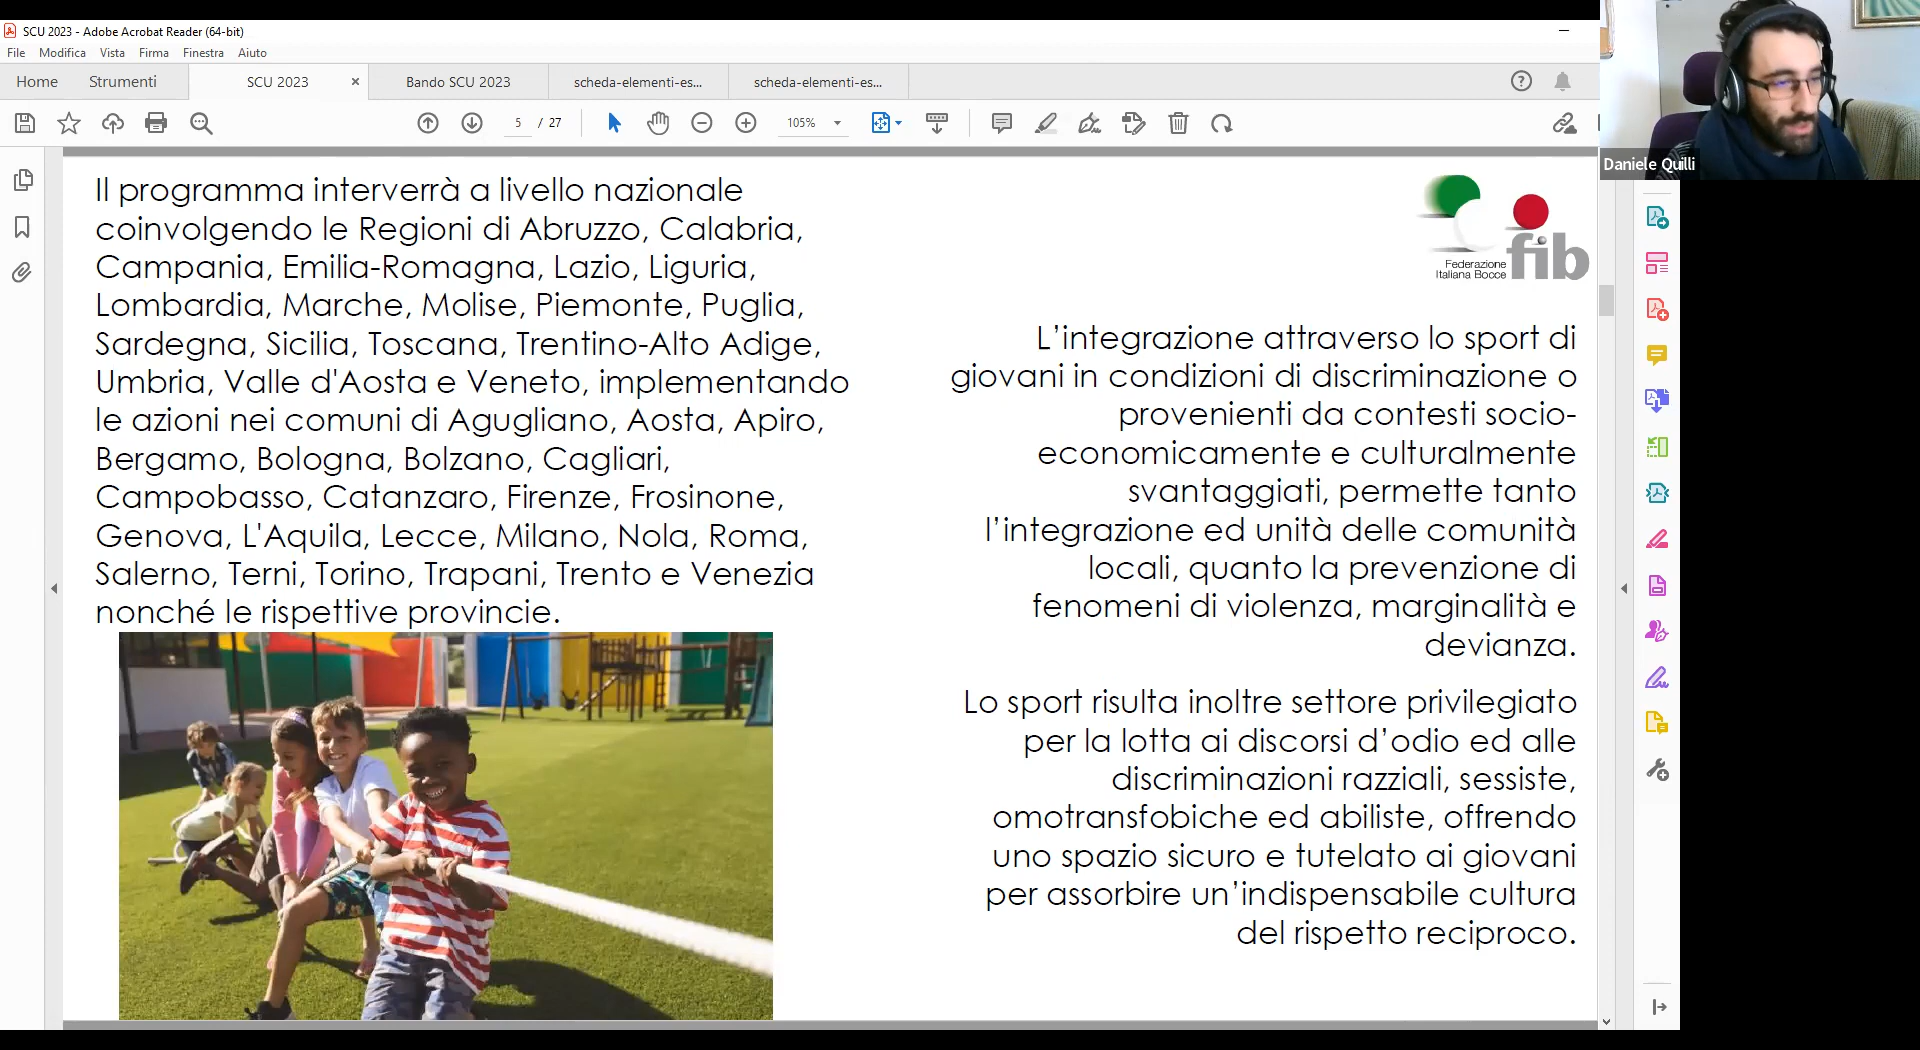 SCU 2023 - Adobe Acrobat Reader (64-bit)
File Modifica Vista Firma Finestra Aiuto
Home Strumenti SCU 2023 Bando SCU 2023 scheda-elementi-es... scheda-elementi-es...
5 / 27 105%
Daniele Quilli
Il programma interverrà a livello nazionale
coinvolgendo le Regioni di Abruzzo, Calabria,
Campania, Emilia-Romagna, Lazio, Liguria,
Lombardia, Marche, Molise, Piemonte, Puglia,
Sardegna, Sicilia, Toscana, Trentino-Alto Adige,
Umbria, Valle d'Aosta e Veneto, implementando
le azioni nei comuni di Agugliano, Aosta, Apiro,
Bergamo, Bologna, Bolzano, Cagliari,
Campobasso, Catanzaro, Firenze, Frosinone,
Genova, L'Aquila, Lecce, Milano, Nola, Roma,
Salerno, Terni, Torino, Trapani, Trento e Venezia
nonché le rispettive provincie.
Federazione
Italiana Bocce
fib
L’integrazione attraverso lo sport di
giovani in condizioni di discriminazione o
provenienti da contesti socio-
economicamente e culturalmente
svantaggiati, permette tanto
l’integrazione ed unità delle comunità
locali, quanto la prevenzione di
fenomeni di violenza, marginalità e
devianza.
Lo sport risulta inoltre settore privilegiato
per la lotta ai discorsi d’odio ed alle
discriminazioni razziali, sessiste,
omotransfobiche ed abiliste, offrendo
uno spazio sicuro e tutelato ai giovani
per assorbire un’indispensabile cultura
del rispetto reciproco.